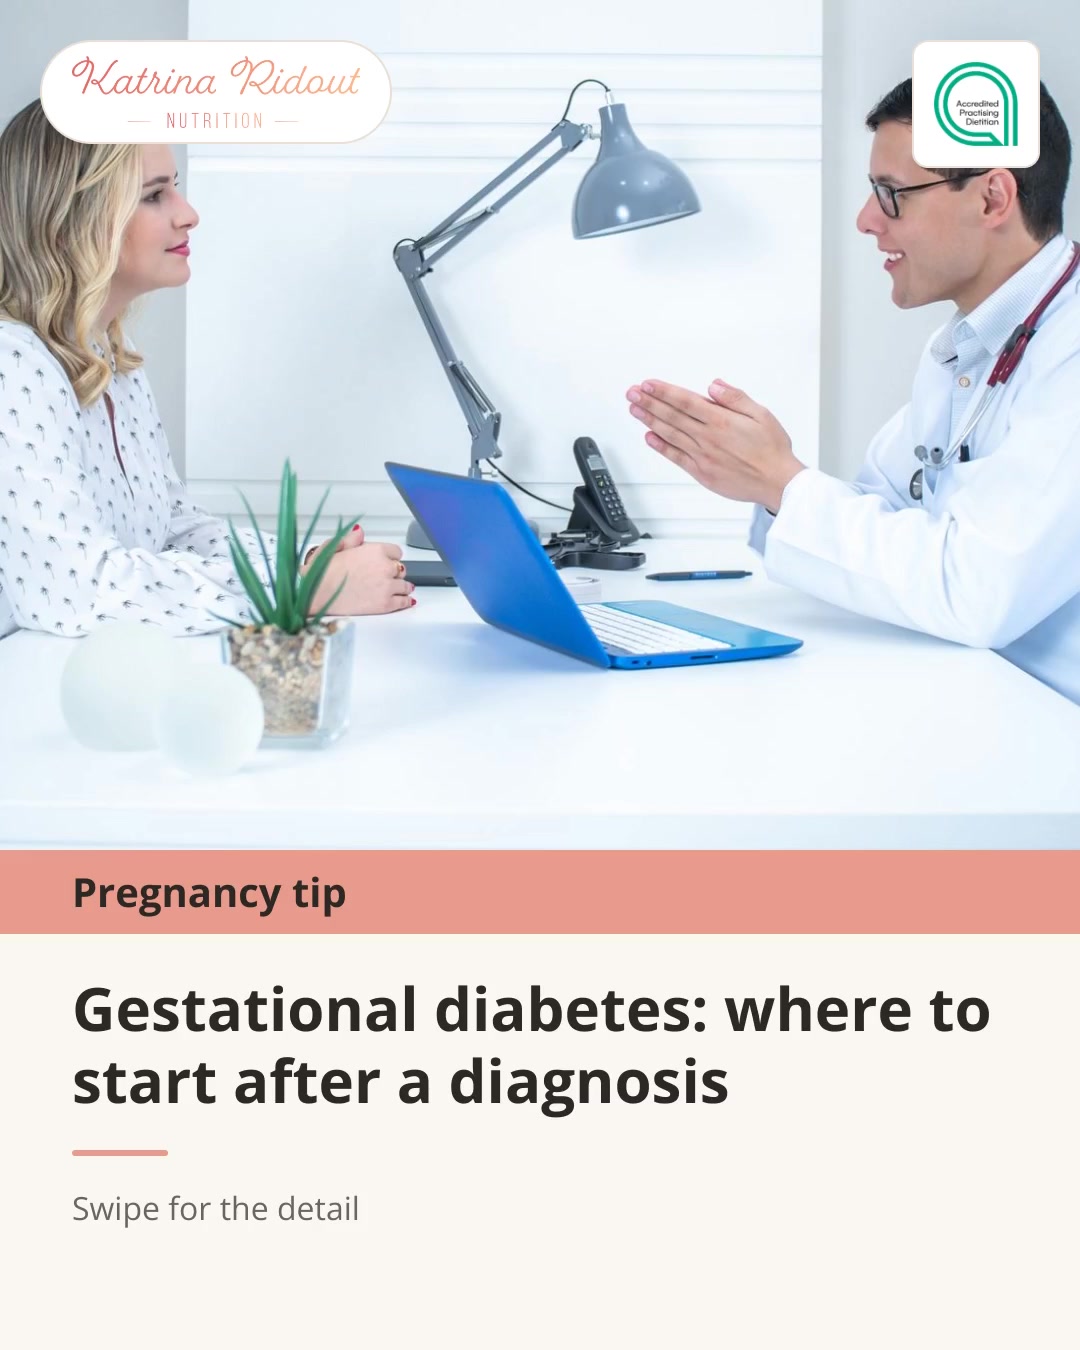 Katrina Ridout
NUTRITION
Accredited
Practising
Dietitian
Pregnancy tip
Gestational diabetes: where to
start after a diagnosis
Swipe for the detail